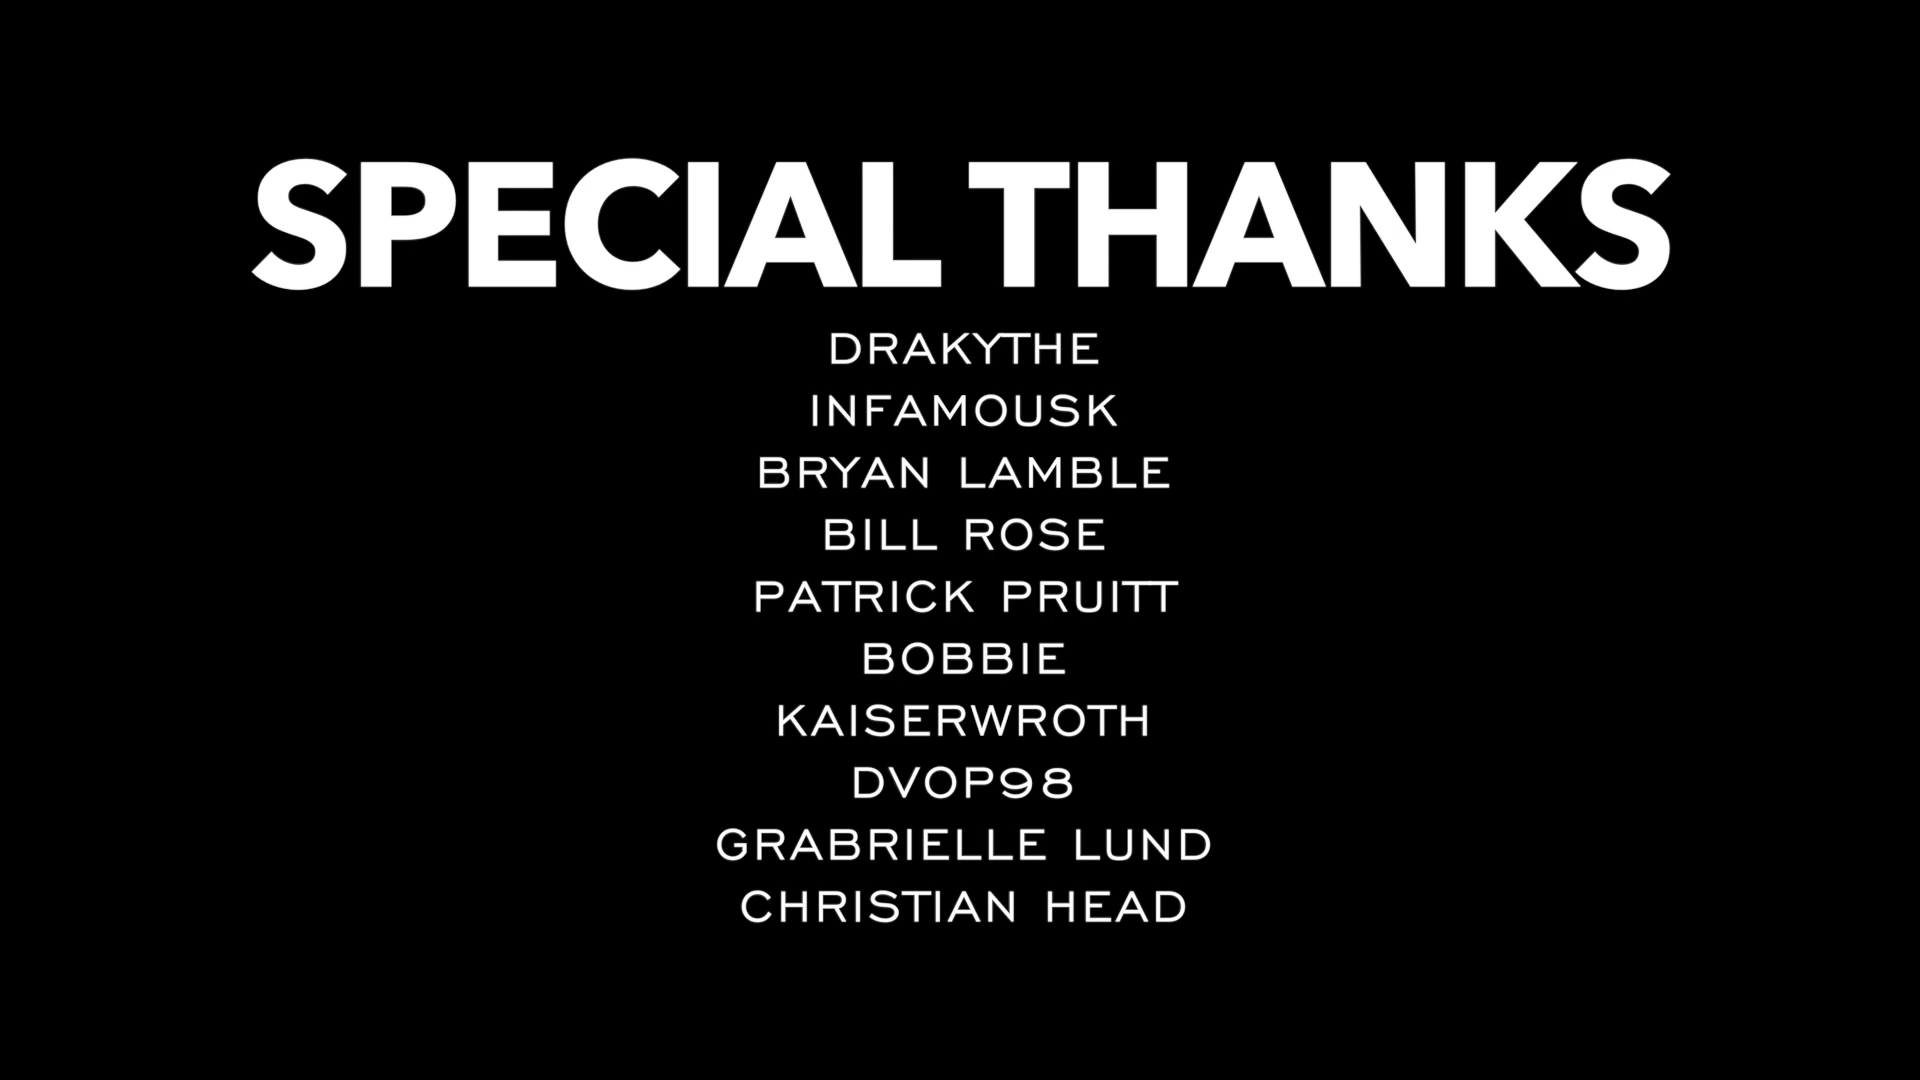 SPECIAL THANKS
DRAKYTHE
INFAMOUSK
BRYAN LAMBLE
BILL ROSE
PATRICK PRUITT
BOBBIE
KAISERWROTH
DVOP98
GRABRIELLE LUND
CHRISTIAN HEAD